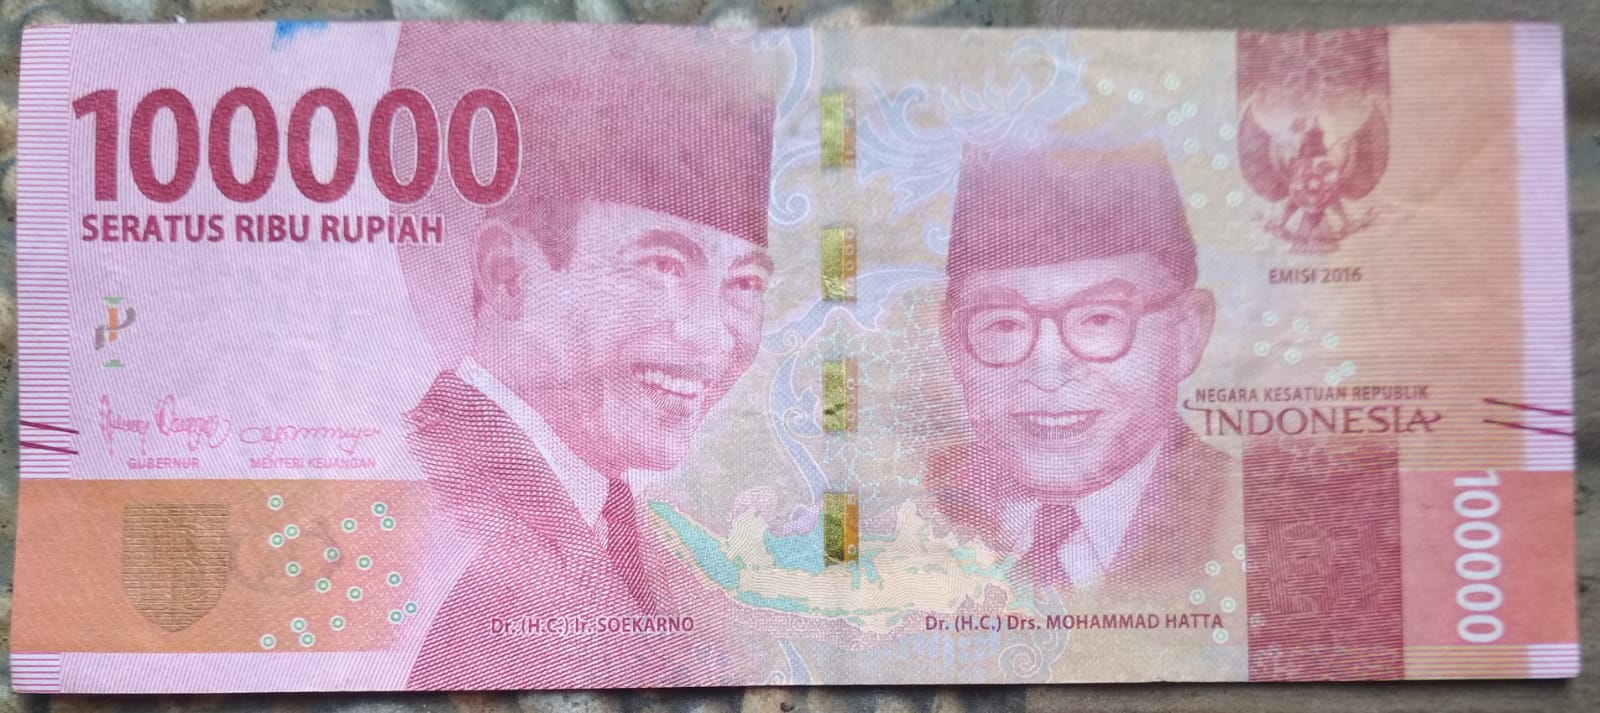 100000
SERATUS RIBU RUPIAH
EMISI 2016
NEGARA KESATUAN REPUBLIK
INDONESIA
GUBERNUR
MENTERI KEUANGAN
100000
Dr. (H.C.) Ir. SOEKARNO
Dr. (H.C.) Drs. MOHAMMAD HATTA